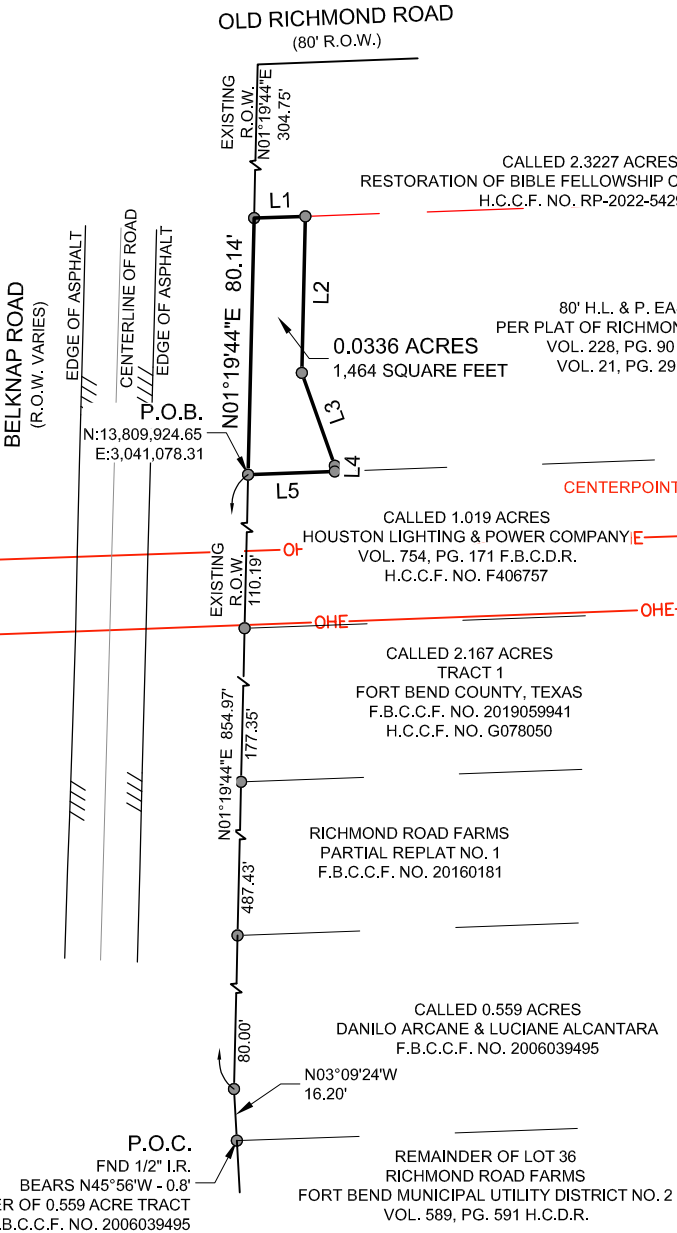 OLD RICHMOND ROAD
(80' R.O.W.)
EXISTING
R.O.W.
N01°19'44"E
304.75'
CALLED 2.3227 ACRES
RESTORATION OF BIBLE FELLOWSHIP
H.C.C.F. NO. RP-2022-542
L1
L2
N01°19'44"E 80.14'
BELKNAP ROAD
(R.O.W. VARIES)
EDGE OF ASPHALT
CENTERLINE OF ROAD
EDGE OF ASPHALT
80' H.L. & P.
PER PLAT OF
VOL. 228, PG. 90
VOL. 21, PG. 29
0.0336 ACRES
1,464 SQUARE FEET
L3
P.O.B.
N:13,809,924.65
E:3,041,078.31
L4
L5
CENTERPOINT
CALLED 1.019 ACRES
HOUSTON LIGHTING & POWER COMPANY
VOL. 754, PG. 171 F.B.C.D.R.
H.C.C.F. NO. F406757
EXISTING
R.O.W.
110.19'
OHE
OHE
CALLED 2.167 ACRES
TRACT 1
FORT BEND COUNTY, TEXAS
F.B.C.C.F. NO. 2019059941
H.C.C.F. NO. G078050
N01°19'44"E 854.97'
177.35'
RICHMOND ROAD FARMS
PARTIAL REPLAT NO. 1
F.B.C.C.F. NO. 20160181
487.43'
CALLED 0.559 ACRES
DANILO ARCANE & LUCIANE ALCANTARA
F.B.C.C.F. NO. 2006039495
80.00'
N03°09'24'W
16.20'
P.O.C.
FND 1/2" I.R.
BEARS N45°56'W - 0.8'
OF 0.559 ACRE TRACT
B.C.C.F. NO. 2006039495
REMAINDER OF LOT 36
RICHMOND ROAD FARMS
FORT BEND MUNICIPAL UTILITY DISTRICT NO. 2
VOL. 589, PG. 591 H.C.D.R.